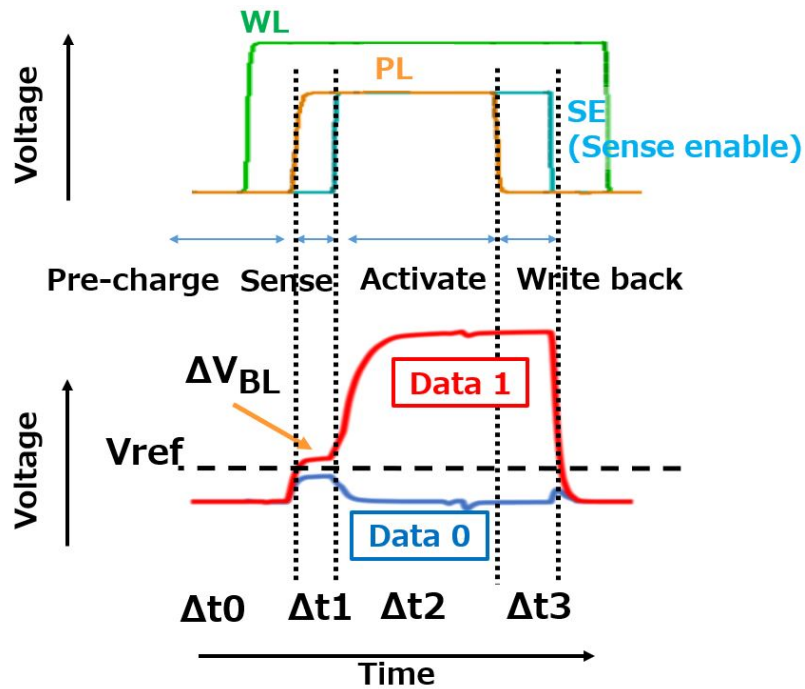 WL
PL
SE
(Sense enable)
Voltage
Pre-charge Sense Activate Write back
ΔVBL
Data 1
Vref
Voltage
Data 0
Δt0 Δt1 Δt2 Δt3
Time